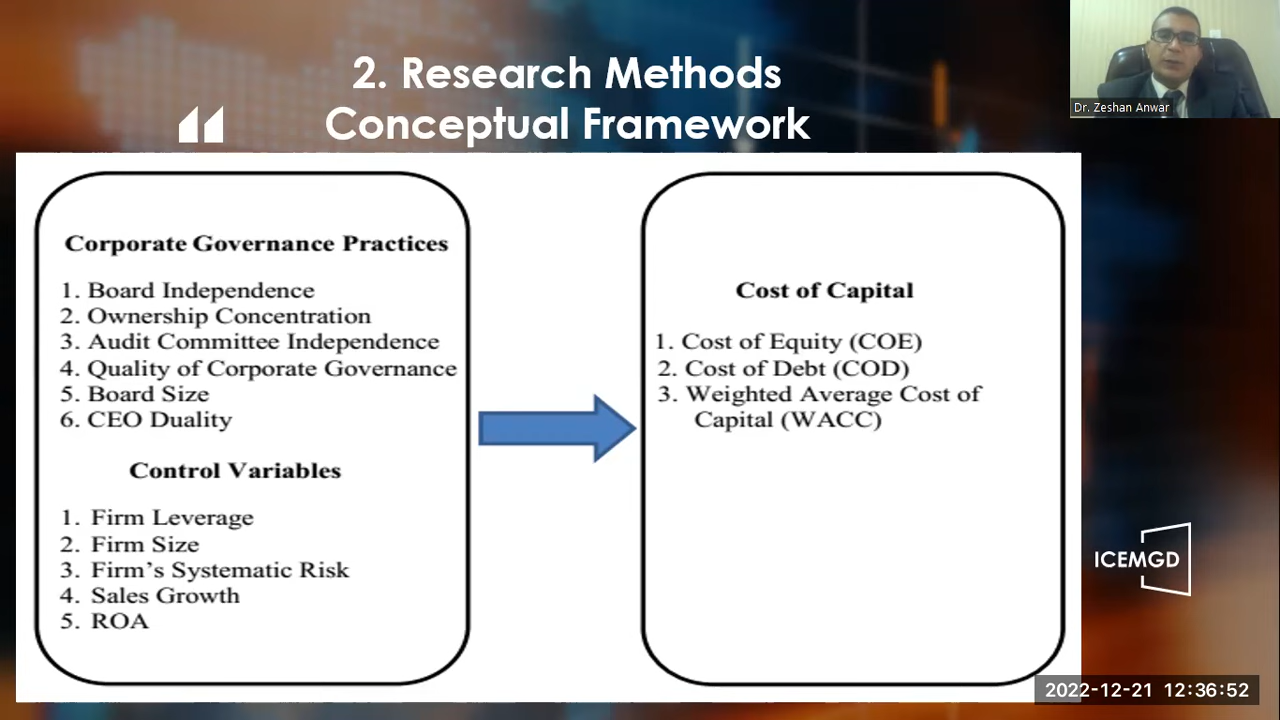 2. Research Methods
Conceptual Framework
Dr. Zeshan Anwar
Corporate Governance Practices
1. Board Independence
2. Ownership Concentration
3. Audit Committee Independence
4. Quality of Corporate Governance
5. Board Size
6. CEO Duality
Control Variables
1. Firm Leverage
2. Firm Size
3. Firm’s Systematic Risk
4. Sales Growth
5. ROA
Cost of Capital
1. Cost of Equity (COE)
2. Cost of Debt (COD)
3. Weighted Average Cost of
Capital (WACC)
ICEMGD
2022-12-21 12:36:52